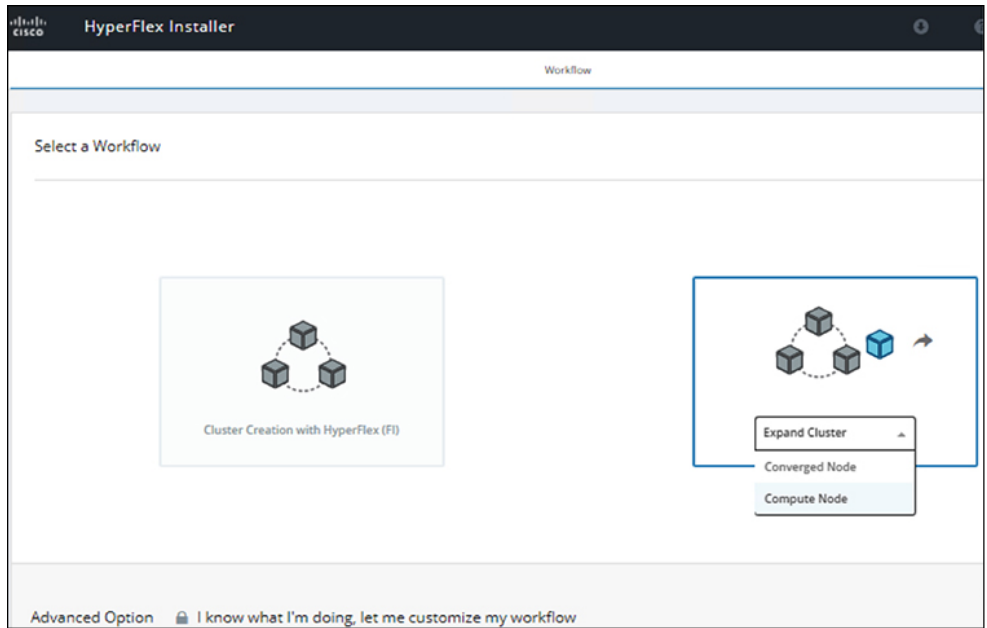 cisco
HyperFlex Installer
Workflow
Select a Workflow
Cluster Creation with HyperFlex (FI)
Expand Cluster
Converged Node
Compute Node
Advanced Option I know what I'm doing, let me customize my workflow